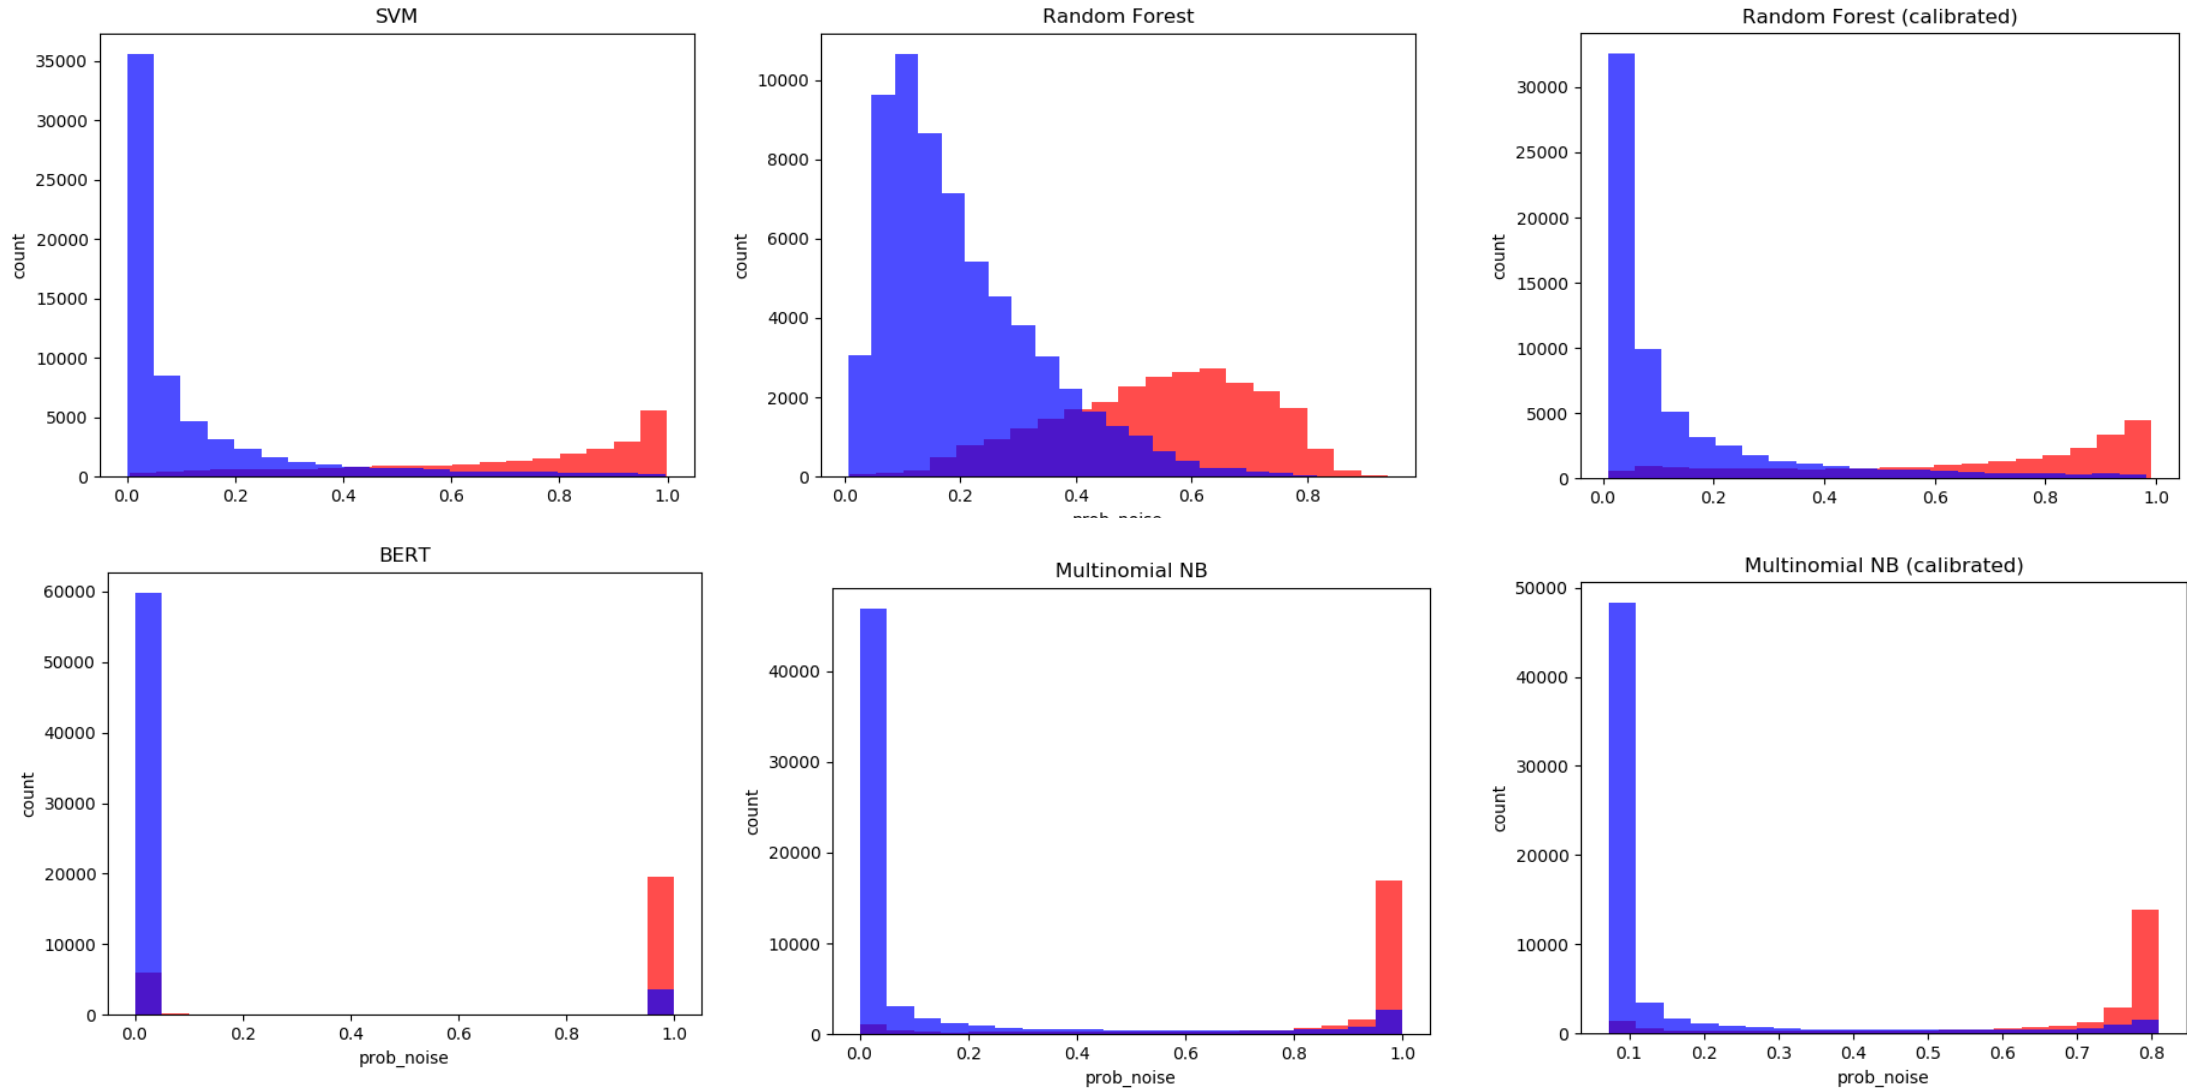 SVM
35000
30000
25000
20000
15000
10000
5000
0
count
0.0 0.2 0.4 0.6 0.8 1.0
Random Forest
10000
8000
6000
4000
2000
0
count
0.0 0.2 0.4 0.6 0.8
prob_noise
Random Forest (calibrated)
30000
25000
20000
15000
10000
5000
0
count
0.0 0.2 0.4 0.6 0.8 1.0
BERT
60000
50000
40000
30000
20000
10000
0
count
0.0 0.2 0.4 0.6 0.8 1.0
prob_noise
Multinomial NB
40000
30000
20000
10000
0
count
0.0 0.2 0.4 0.6 0.8 1.0
prob_noise
Multinomial NB (calibrated)
50000
40000
30000
20000
10000
0
count
0.1 0.2 0.3 0.4 0.5 0.6 0.7 0.8
prob_noise